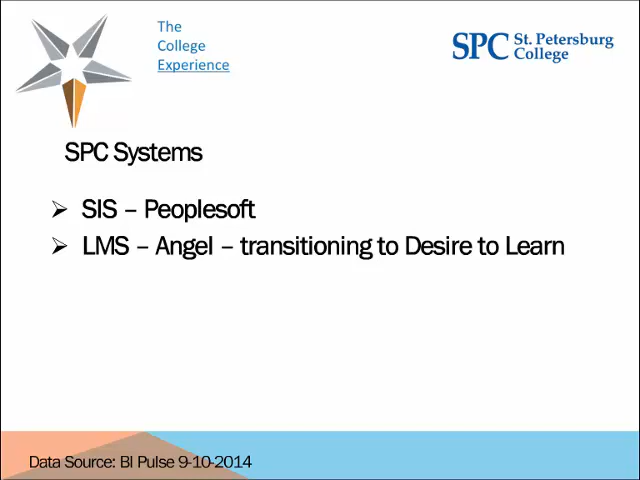 The
College
Experience
SPC St. Petersburg
College
SPC Systems
➢ SIS – Peoplesoft
➢ LMS – Angel – transitioning to Desire to Learn
Data Source: BI Pulse 9-10-2014